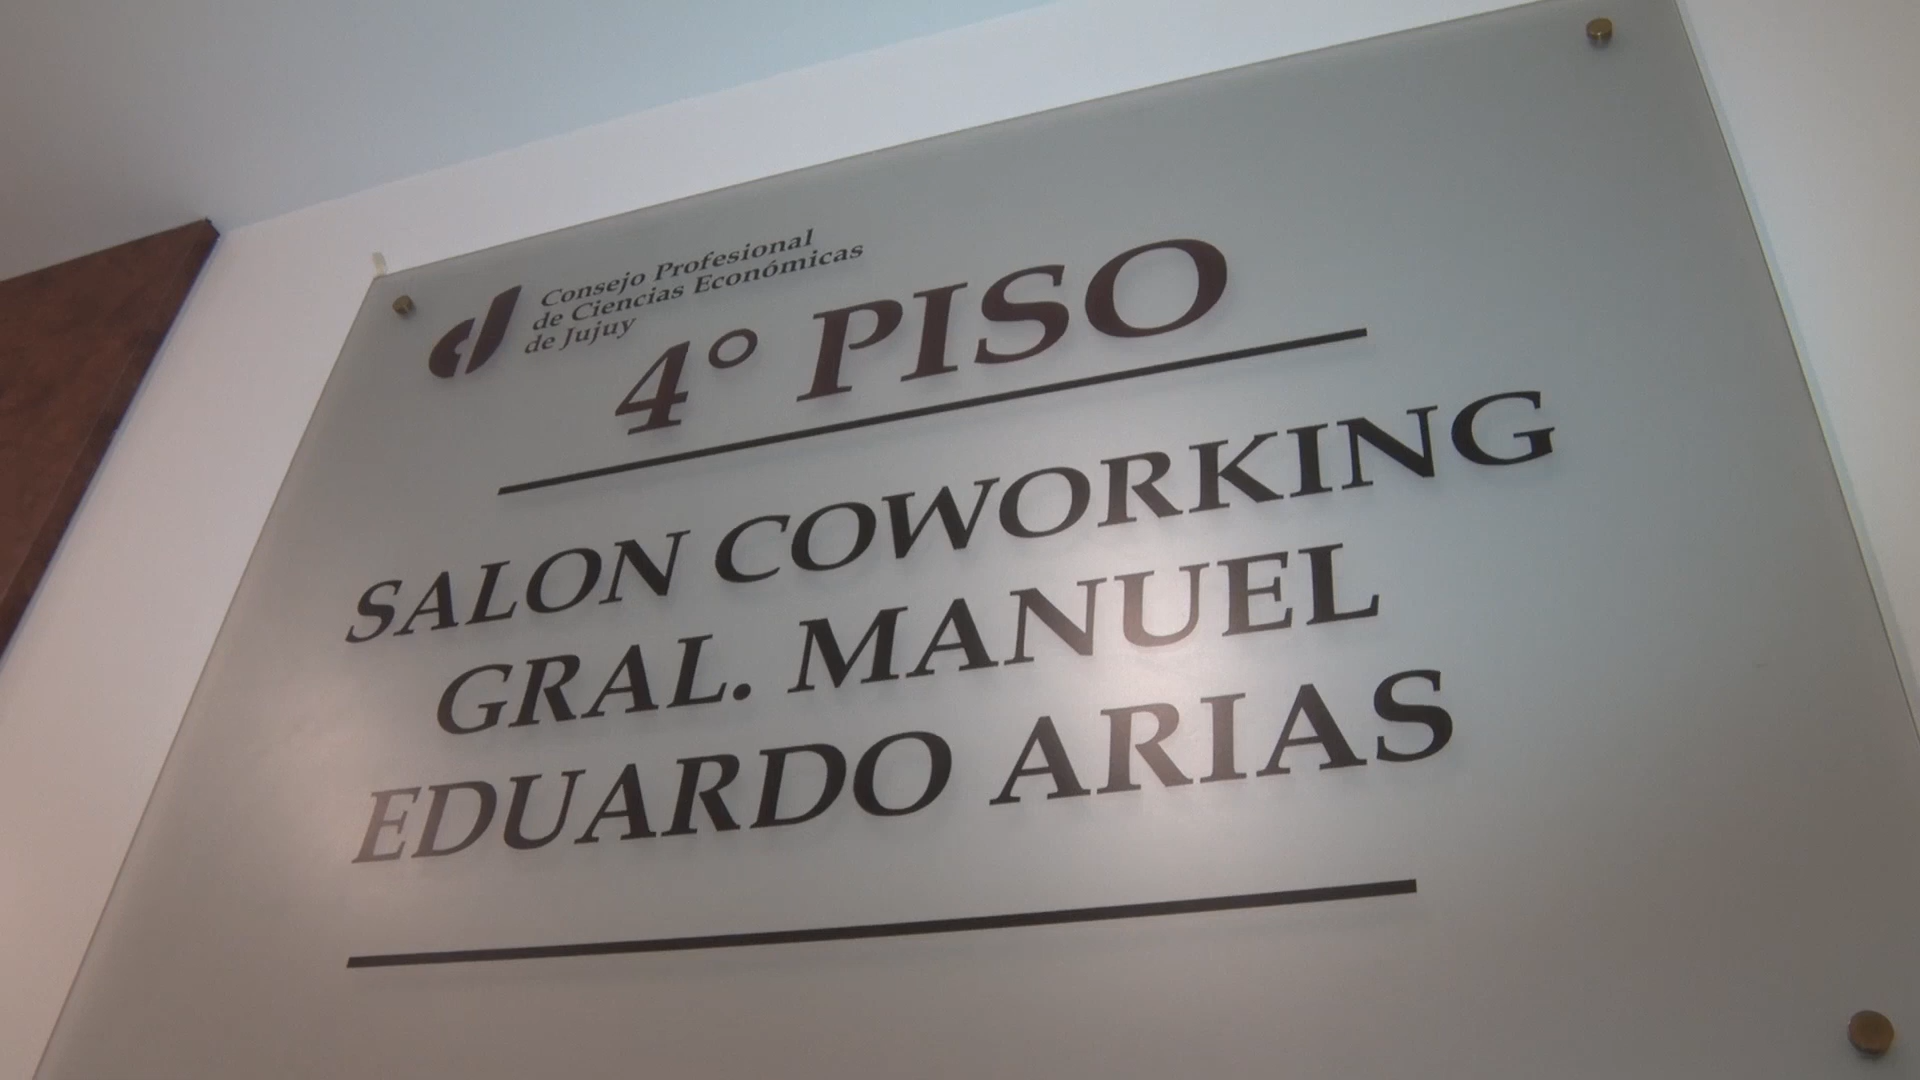 Consejo Profesional
de Ciencias Económicas
de Jujuy
4° PISO
SALON COWORKING
GRAL. MANUEL
EDUARDO ARIAS